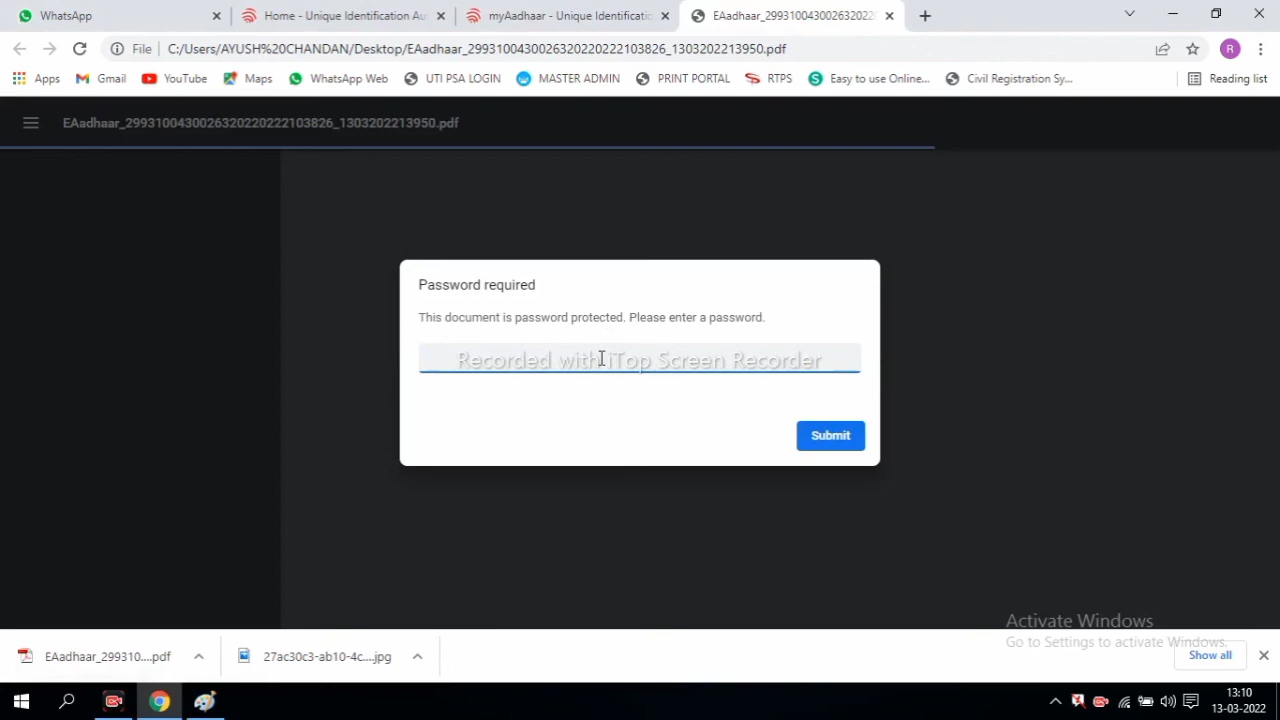 WhatsApp
Home - Unique Identification Au
myAadhaar - Unique Identificatio
EAadhaar_2993100430026320222
File C:/Users/AYUSH%20CHANDAN/Desktop/EAadhaar_2993100430026320220222103826_1303202213950.pdf
R
Apps Gmail YouTube Maps WhatsApp Web UTI PSA LOGIN MASTER ADMIN PRINT PORTAL RTPS Easy to use Online... Civil Registration Sy... Reading list
EAadhaar_2993100430026320220222103826_1303202213950.pdf
Password required
This document is password protected. Please enter a password.
Recorded with iTop Screen Recorder
Submit
Activate Windows
Go to Settings to activate Windows.
EAadhaar_299310....pdf
27ac30c3-ab10-4c....jpg
Show all
13:10
13-03-2022